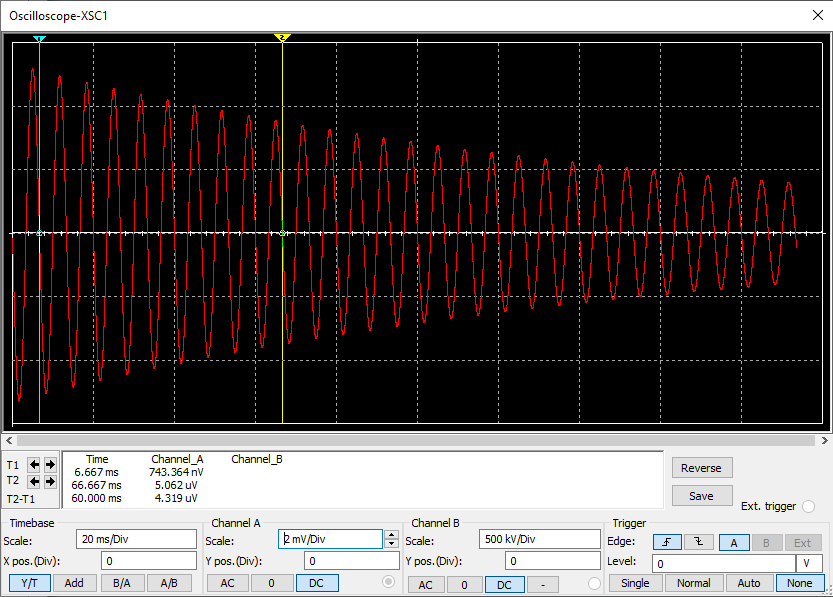 Oscilloscope-XSC1
1 2
T1
T2
T2-T1
Time Channel_A Channel_B
6.667 ms 743.364 nV
66.667 ms 5.062 uV
60.000 ms 4.319 uV
Reverse
Save
Ext. trigger
Timebase
Scale: 20 ms/Div
X pos.(Div): 0
Y/T Add B/A A/B
Channel A
Scale: 2 mV/Div
Y pos.(Div): 0
AC 0 DC
Channel B
Scale: 500 kV/Div
Y pos.(Div): 0
AC 0 DC -
Trigger
Edge: A B Ext
Level: 0 V
Single Normal Auto None